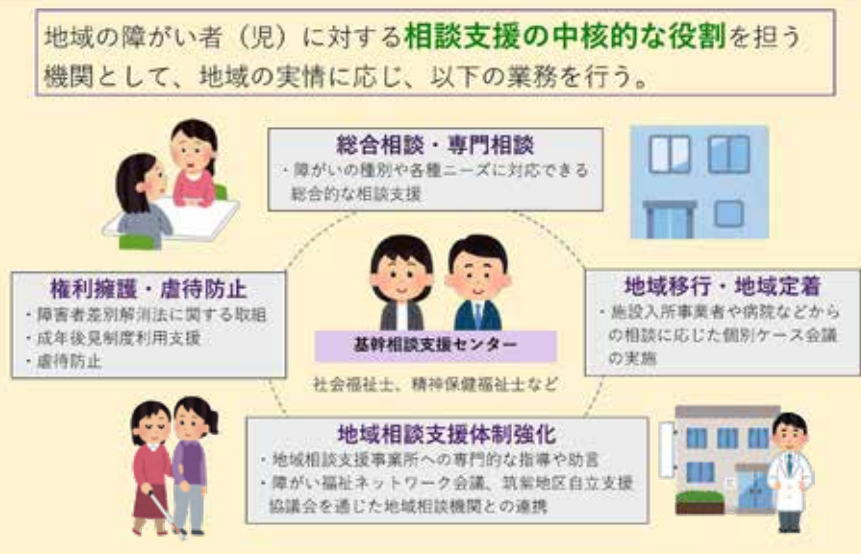 地域の障がい者（児）に対する相談支援の中核的な役割を担う
機関として、地域の実情に応じ、以下の業務を行う。
総合相談・専門相談
・障がいの種別や各種ニーズに対応できる
総合的な相談支援
権利擁護・虐待防止
・障害者差別解消法に関する取組
・成年後見制度利用支援
・虐待防止
基幹相談支援センター
社会福祉士、精神保健福祉士など
地域移行・地域定着
・施設入所事業者や病院などから
の相談に応じた個別ケース会議
の実施
地域相談支援体制強化
・地域相談支援事業所への専門的な指導や助言
・障がい福祉ネットワーク会議、筑紫地区自立支援
協議会を通じた地域相談機関との連携